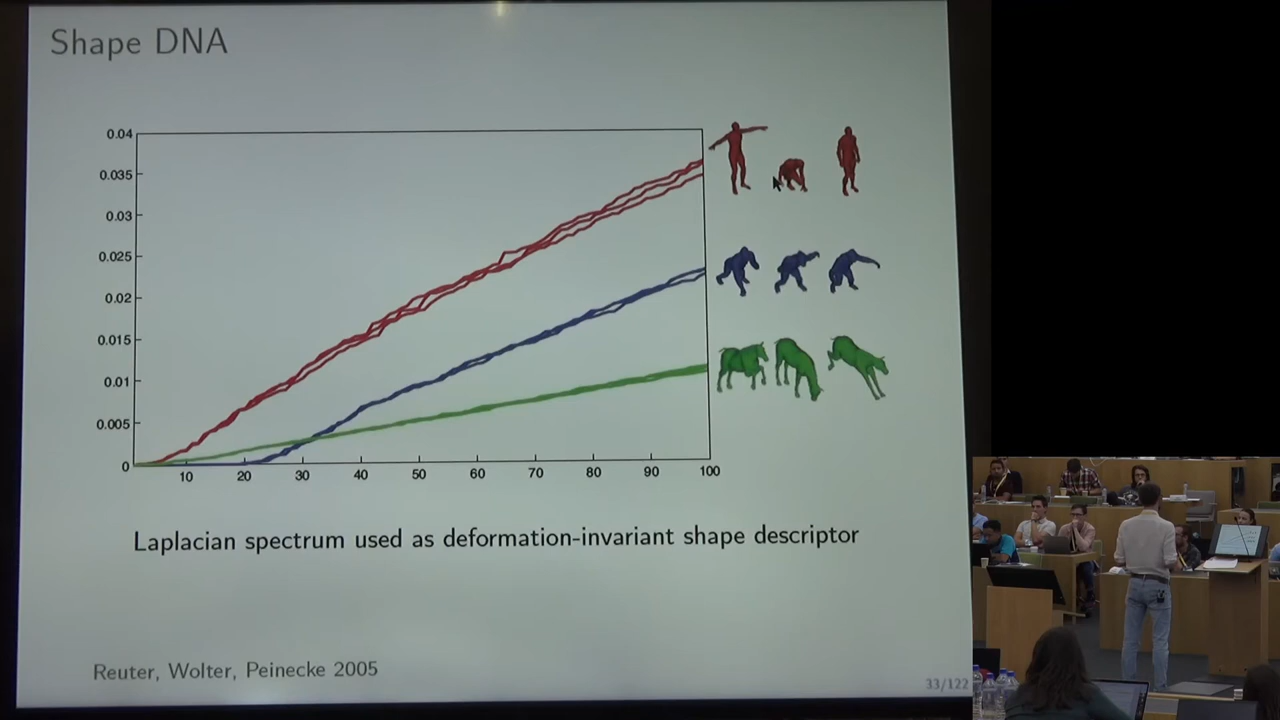 Shape DNA
0.04
0.035
0.03
0.025
0.02
0.015
0.01
0.005
0
10 20 30 40 50 60 70 80 90 100
Laplacian spectrum used as deformation-invariant shape descriptor
Reuter, Wolter, Peinecke 2005
33/122